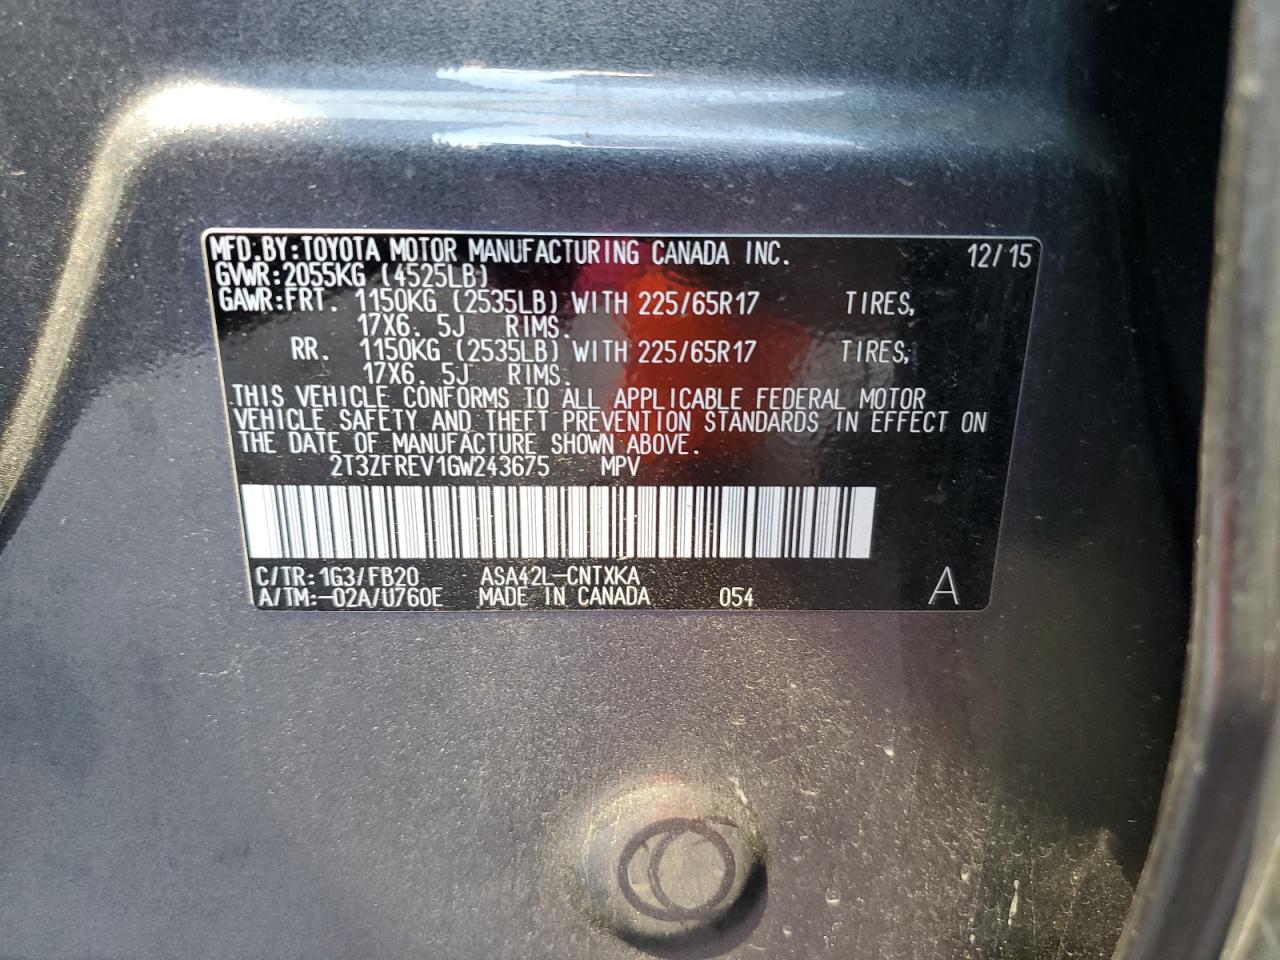 MFD.BY:TOYOTA MOTOR MANUFACTURING CANADA INC. 12/15
GVWR:2055KG (4525LB)
GAWR:FRT. 1150KG (2535LB) WITH 225/65R17 TIRES,
17X6.5J RIMS.
RR. 1150KG (2535LB) WITH 225/65R17 TIRES,
17X6.5J RIMS.
THIS VEHICLE CONFORMS TO ALL APPLICABLE FEDERAL MOTOR
VEHICLE SAFETY AND THEFT PREVENTION STANDARDS IN EFFECT ON
THE DATE OF MANUFACTURE SHOWN ABOVE.
2T3ZFREV1GW243675 MPV
C/TR:1G3/FB20 ASA42L-CNTXKA
A/TM:-02A/U760E MADE IN CANADA 054 A